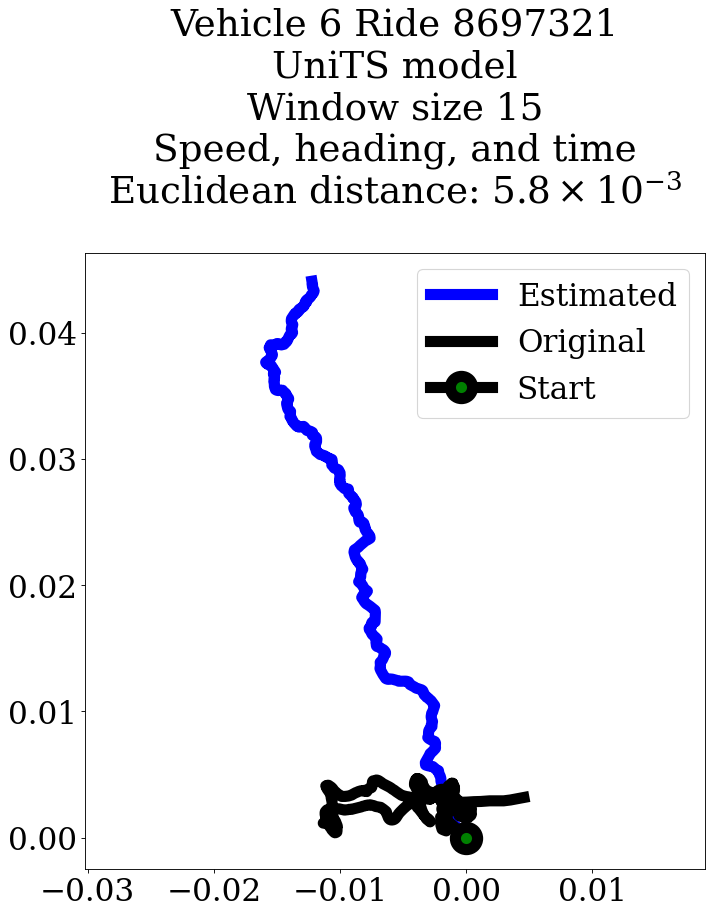 Vehicle 6 Ride 8697321
UniTS model
Window size 15
Speed, heading, and time
Euclidean distance: 5.8 × 10⁻³
Estimated
Original
Start
0.04
0.03
0.02
0.01
0.00
−0.03 −0.02 −0.01 0.00 0.01